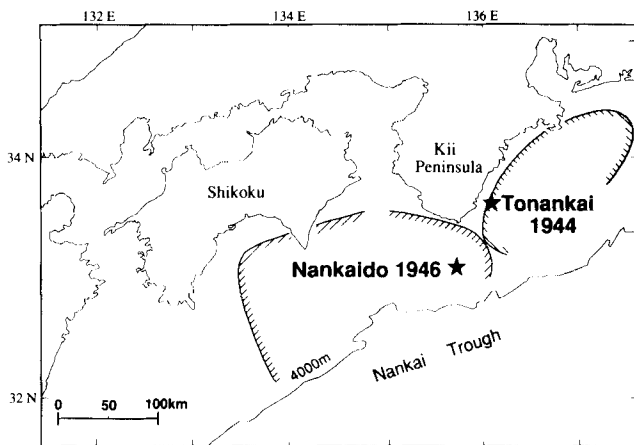 132 E
134 E
136 E
34 N
Kii
Peninsula
Shikoku
Tonankai
1944
Nankaido 1946
4000m
Nankai Trough
32 N
0 50 100km